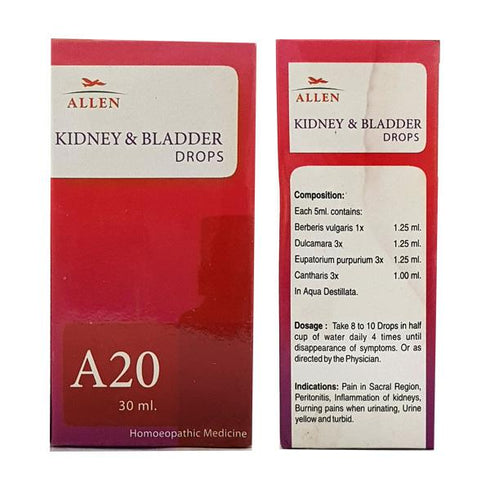 ALLEN
KIDNEY & BLADDER
DROPS
A20
30 ml.
Homoeopathic Medicine
ALLEN
KIDNEY & BLADDER
DROPS
Composition:
Each 5ml. contains:
Berberis vulgaris 1x 1.25 ml.
Dulcamara 3x 1.25 ml.
Eupatorium purpurium 3x 1.25 ml.
Cantharis 3x 1.00 ml.
In Aqua Destillata.
Dosage : Take 8 to 10 Drops in half
cup of water daily 4 times until
disappearance of symptoms. Or as
directed by the Physician.
Indications: Pain in Sacral Region,
Peritonitis, Inflammation of kidneys,
Burning pains when urinating, Urine
yellow and turbid.